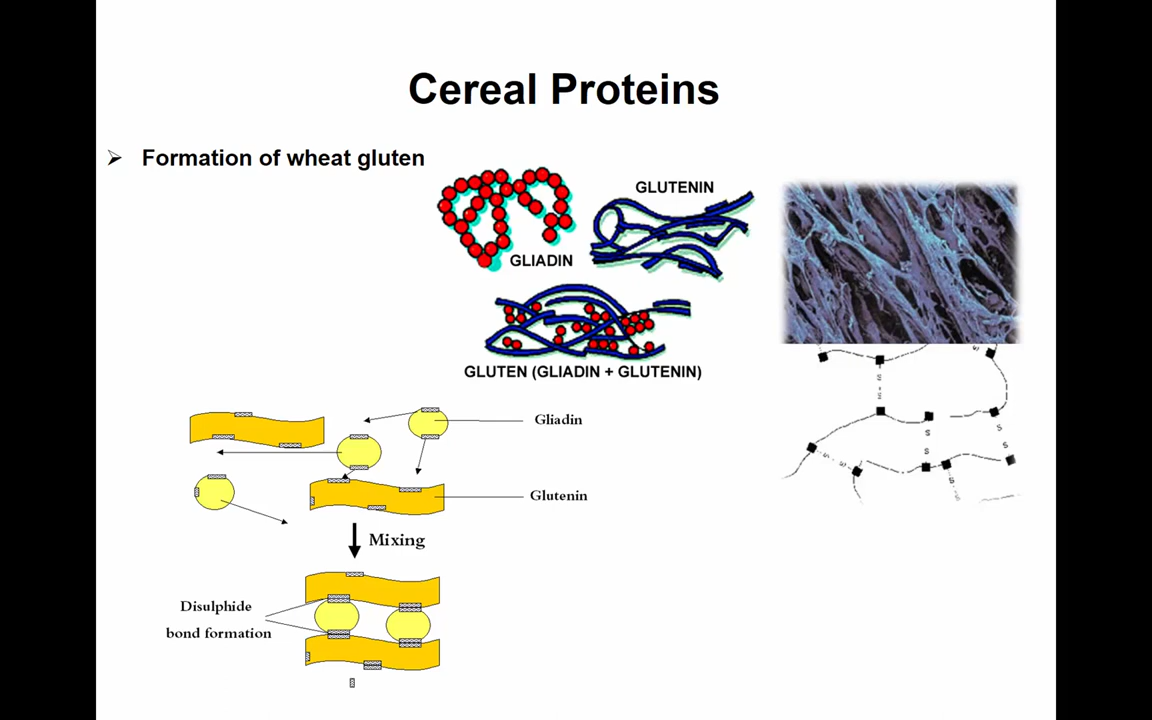 Cereal Proteins
Formation of wheat gluten
GLUTENIN
GLIADIN
GLUTEN (GLIADIN + GLUTENIN)
Gliadin
Glutenin
Mixing
Disulphide
bond formation
S
S
S
S
S
S
S
S
S
S